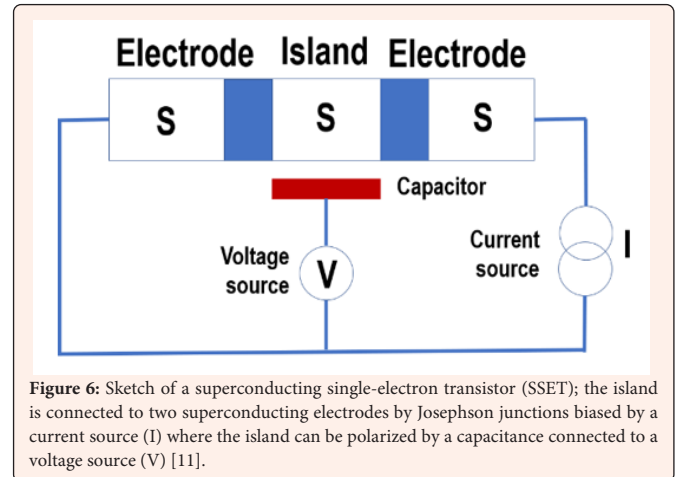 Electrode Island Electrode
S S S
Capacitor
Voltage
source
V
Current
source
I
Figure 6: Sketch of a superconducting single-electron transistor (SSET); the island
is connected to two superconducting electrodes by Josephson junctions biased by a
current source (I) where the island can be polarized by a capacitance connected to a
voltage source (V) [11].